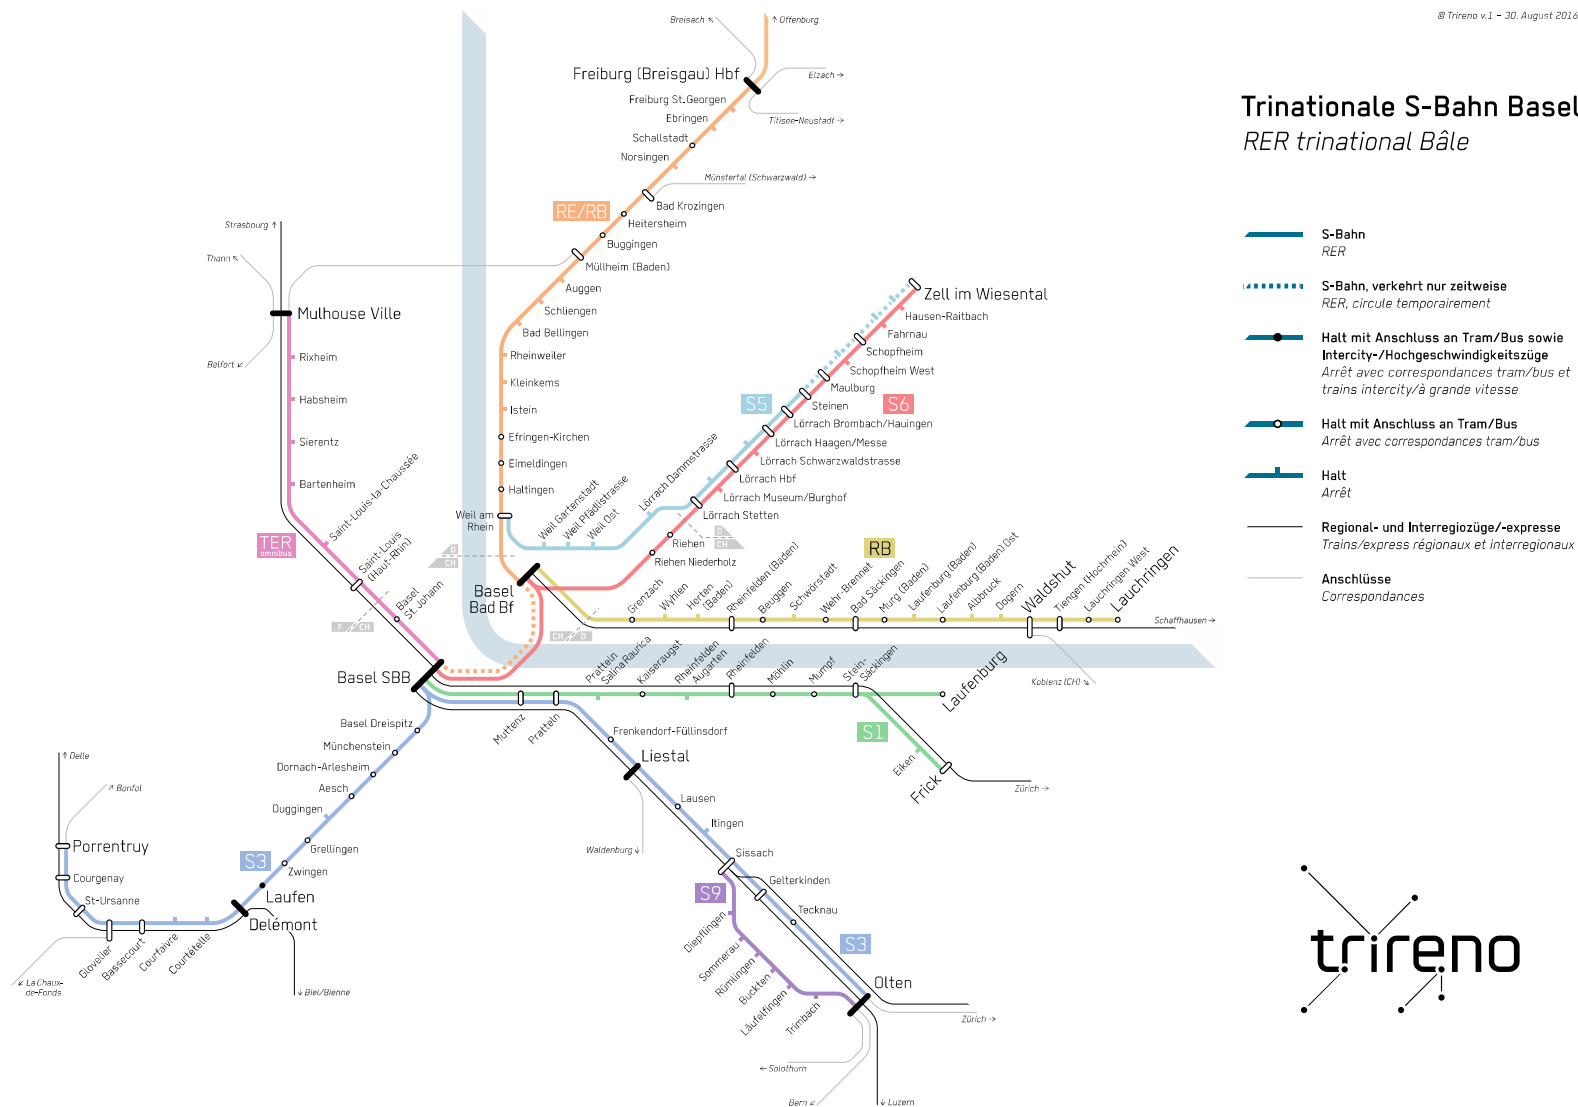 @ Trireno v.1 – 30. August 2016
Trinationale S-Bahn Basel
RER trinational Bâle
S-Bahn
RER
S-Bahn, verkehrt nur zeitweise
RER, circule temporairement
Halt mit Anschluss an Tram/Bus sowie
Intercity-/Hochgeschwindigkeitszüge
Arrêt avec correspondances tram/bus et
trains intercity/à grande vitesse
Halt mit Anschluss an Tram/Bus
Arrêt avec correspondances tram/bus
Halt
Arrêt
Regional- und Interregiozüge/-expresse
Trains/express régionaux et interregionaux
Anschlüsse
Correspondances
trireno
Breisach ↖
↑ Offenburg
Freiburg (Breisgau) Hbf
Elzach →
Titisee-Neustadt →
Freiburg St.Georgen
Ebringen
Schallstadt
Norsingen
Münstertal (Schwarzwald) →
Bad Krozingen
RE/RB
Heitersheim
Buggingen
Müllheim (Baden)
Auggen
Schliengen
Bad Bellingen
Rheinweiler
Kleinkems
Istein
Efringen-Kirchen
Eimeldingen
Haltingen
Weil am
Rhein
Strasbourg ↑
Thann ↖
Mulhouse Ville
Belfort ↙
Rixheim
Habsheim
Sierentz
Bartenheim
Saint-Louis-la-Chaussée
TER
omnibus
Saint-Louis
(Haut-Rhin)
Basel
St.Johann
F
CH
Zell im Wiesental
Hausen-Raitbach
Fahrnau
Schopfheim
Schopfheim West
Maulburg
Steinen
S5
S6
Lörrach Brombach/Hauingen
Lörrach Haagen/Messe
Lörrach Schwarzwaldstrasse
Lörrach Hbf
Lörrach Museum/Burghof
Lörrach Stetten
Lörrach Dammstrasse
Weil Gartenstadt
Weil Pfädlistrasse
Weil Ost
D
CH
D
CH
Riehen
Riehen Niederholz
Basel
Bad Bf
CH
D
RB
Grenzach
Wyhlen
Herten
(Baden)
Rheinfelden (Baden)
Beuggen
Schwörstadt
Wehr-Brennet
Bad Säckingen
Murg (Baden)
Laufenburg (Baden)
Laufenburg (Baden) Ost
Albbruck
Dogern
Waldshut
Tiengen (Hochrhein)
Lauchringen West
Lauchringen
Schaffhausen →
Koblenz (CH) ↘
Basel SBB
Muttenz
Pratteln
Pratteln
Salina Raurica
Kaiseraugst
Rheinfelden
Augarten
Rheinfelden
Möhlin
Mumpf
Stein-
Säckingen
Laufenburg
S1
Eiken
Frick
Zürich →
Basel Dreispitz
Münchenstein
Dornach-Arlesheim
Aesch
Duggingen
Grellingen
Zwingen
S3
Laufen
Delémont
↓ Biel/Bienne
Courtételle
Courfaivre
Bassecourt
Glovelier
St-Ursanne
Courgenay
Porrentruy
↑ Delle
↗ Bonfol
↙ La Chaux-
de-Fonds
Frenkendorf-Füllinsdorf
Liestal
Waldenburg ↓
Lausen
Itingen
Sissach
Gelterkinden
Tecknau
S3
Olten
S9
Diepflingen
Sommerau
Rümlingen
Buckten
Läufelfingen
Trimbach
Zürich →
← Solothurn
Bern ↙
↓ Luzern